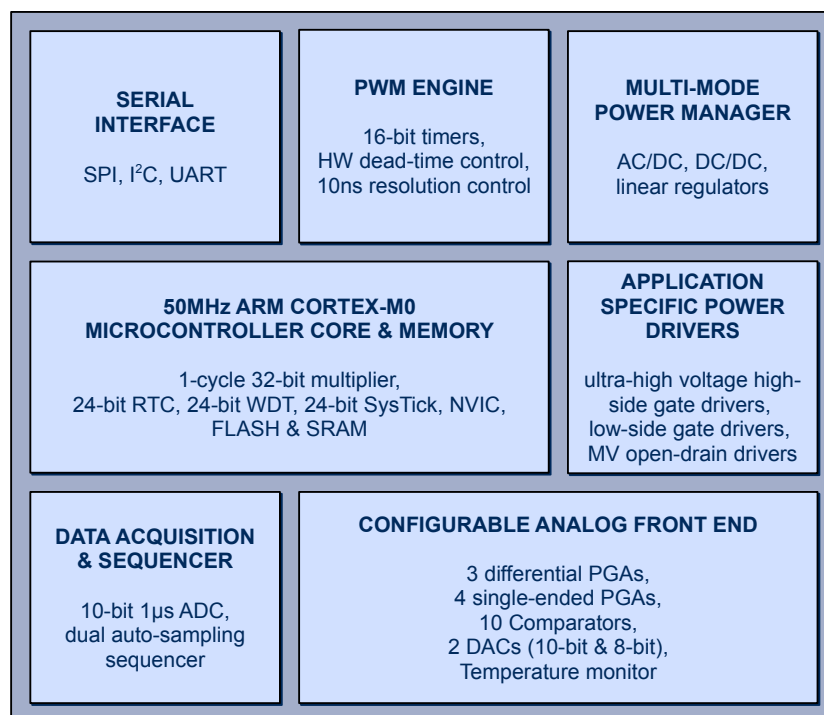 SERIAL
INTERFACE
SPI, I²C, UART
PWM ENGINE
16-bit timers,
HW dead-time control,
10ns resolution control
MULTI-MODE
POWER MANAGER
AC/DC, DC/DC,
linear regulators
50MHz ARM CORTEX-M0
MICROCONTROLLER CORE & MEMORY
1-cycle 32-bit multiplier,
24-bit RTC, 24-bit WDT, 24-bit SysTick, NVIC,
FLASH & SRAM
APPLICATION
SPECIFIC POWER
DRIVERS
ultra-high voltage high-
side gate drivers,
low-side gate drivers,
MV open-drain drivers
DATA ACQUISITION
& SEQUENCER
10-bit 1µs ADC,
dual auto-sampling
sequencer
CONFIGURABLE ANALOG FRONT END
3 differential PGAs,
4 single-ended PGAs,
10 Comparators,
2 DACs (10-bit & 8-bit),
Temperature monitor